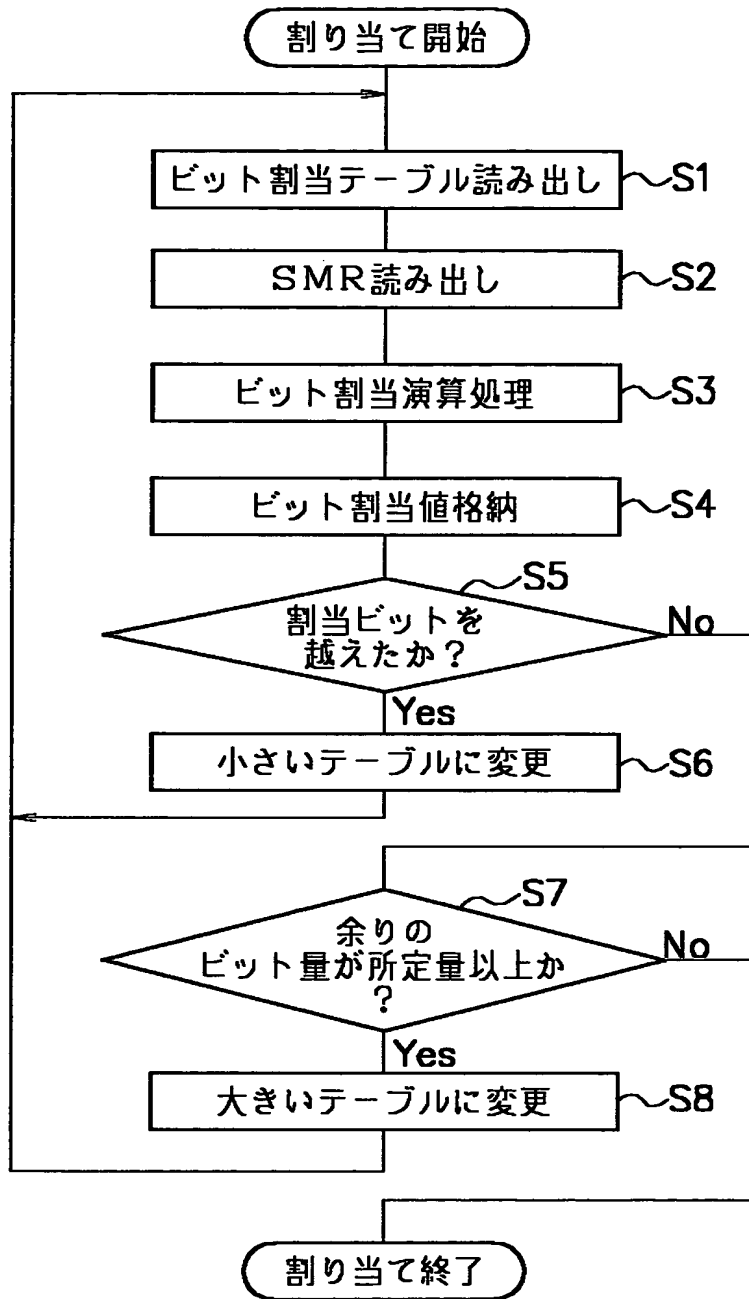 割り当て開始
ビット割当テーブル読み出し
S1
SMR読み出し
S2
ビット割当演算処理
S3
ビット割当値格納
S4
S5
割当ビットを
越えたか？
No
Yes
小さいテーブルに変更
S6
S7
余りの
ビット量が所定量以上か
？
No
Yes
大きいテーブルに変更
S8
割り当て終了